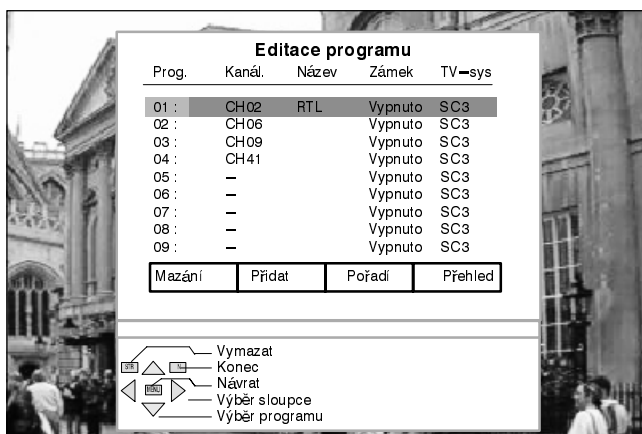 Editace programu
Prog. Kanál. Název Zámek TV–sys
01 : CH02 RTL Vypnuto SC3
02 : CH06 Vypnuto SC3
03 : CH09 Vypnuto SC3
04 : CH41 Vypnuto SC3
05 : – Vypnuto SC3
06 : – Vypnuto SC3
07 : – Vypnuto SC3
08 : – Vypnuto SC3
09 : – Vypnuto SC3
Mazání Přidat Pořadí Přehled
Vymazat
STR Konec
MENU Návrat
Výběr sloupce
Výběr programu